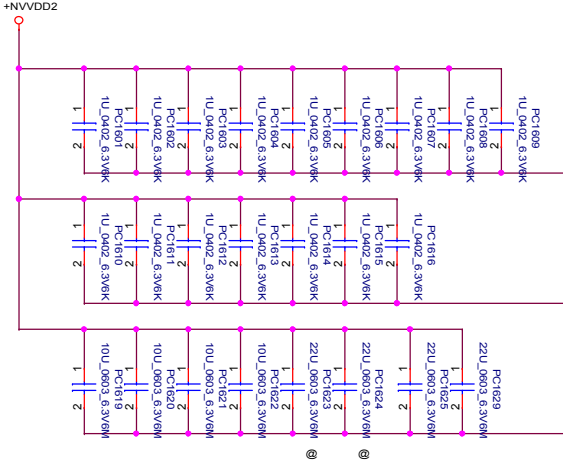 +NVVDD2
1 1 1 1 1 1 1 1 1
2 2 2 2 2 2 2 2 2
PC1601
1U_0402_6.3V6K
PC1602
1U_0402_6.3V6K
PC1603
1U_0402_6.3V6K
PC1604
1U_0402_6.3V6K
PC1605
1U_0402_6.3V6K
PC1606
1U_0402_6.3V6K
PC1607
1U_0402_6.3V6K
PC1608
1U_0402_6.3V6K
PC1609
1U_0402_6.3V6K
1 1 1 1 1 1 1
2 2 2 2 2 2 2
PC1610
1U_0402_6.3V6K
PC1611
1U_0402_6.3V6K
PC1612
1U_0402_6.3V6K
PC1613
1U_0402_6.3V6K
PC1614
1U_0402_6.3V6K
PC1615
1U_0402_6.3V6K
PC1616
1U_0402_6.3V6K
1 1 1 1 1 1 1 1
2 2 2 2 2 2 2 2
PC1619
10U_0603_6.3V6M
PC1620
10U_0603_6.3V6M
PC1621
10U_0603_6.3V6M
PC1622
10U_0603_6.3V6M
PC1623
22U_0603_6.3V6M
PC1624
22U_0603_6.3V6M
PC1625
22U_0603_6.3V6M
PC1629
22U_0603_6.3V6M
@ @